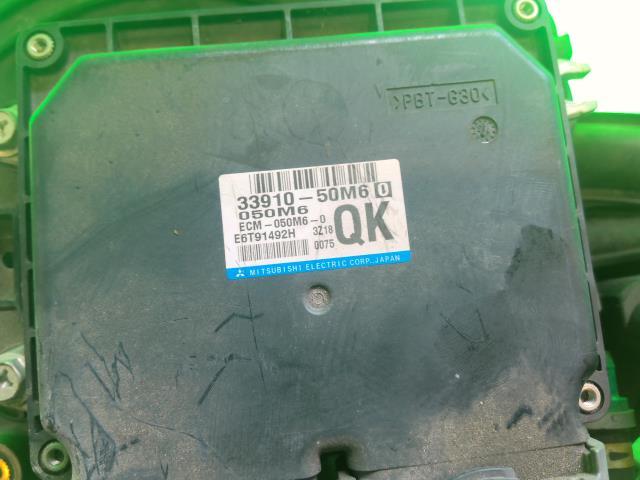 >PBT-G30<
33910-50M6 0
050M6
ECM-050M6-0
E6T91492H 3Z18
QK
0075
MITSUBISHI ELECTRIC CORP., JAPAN